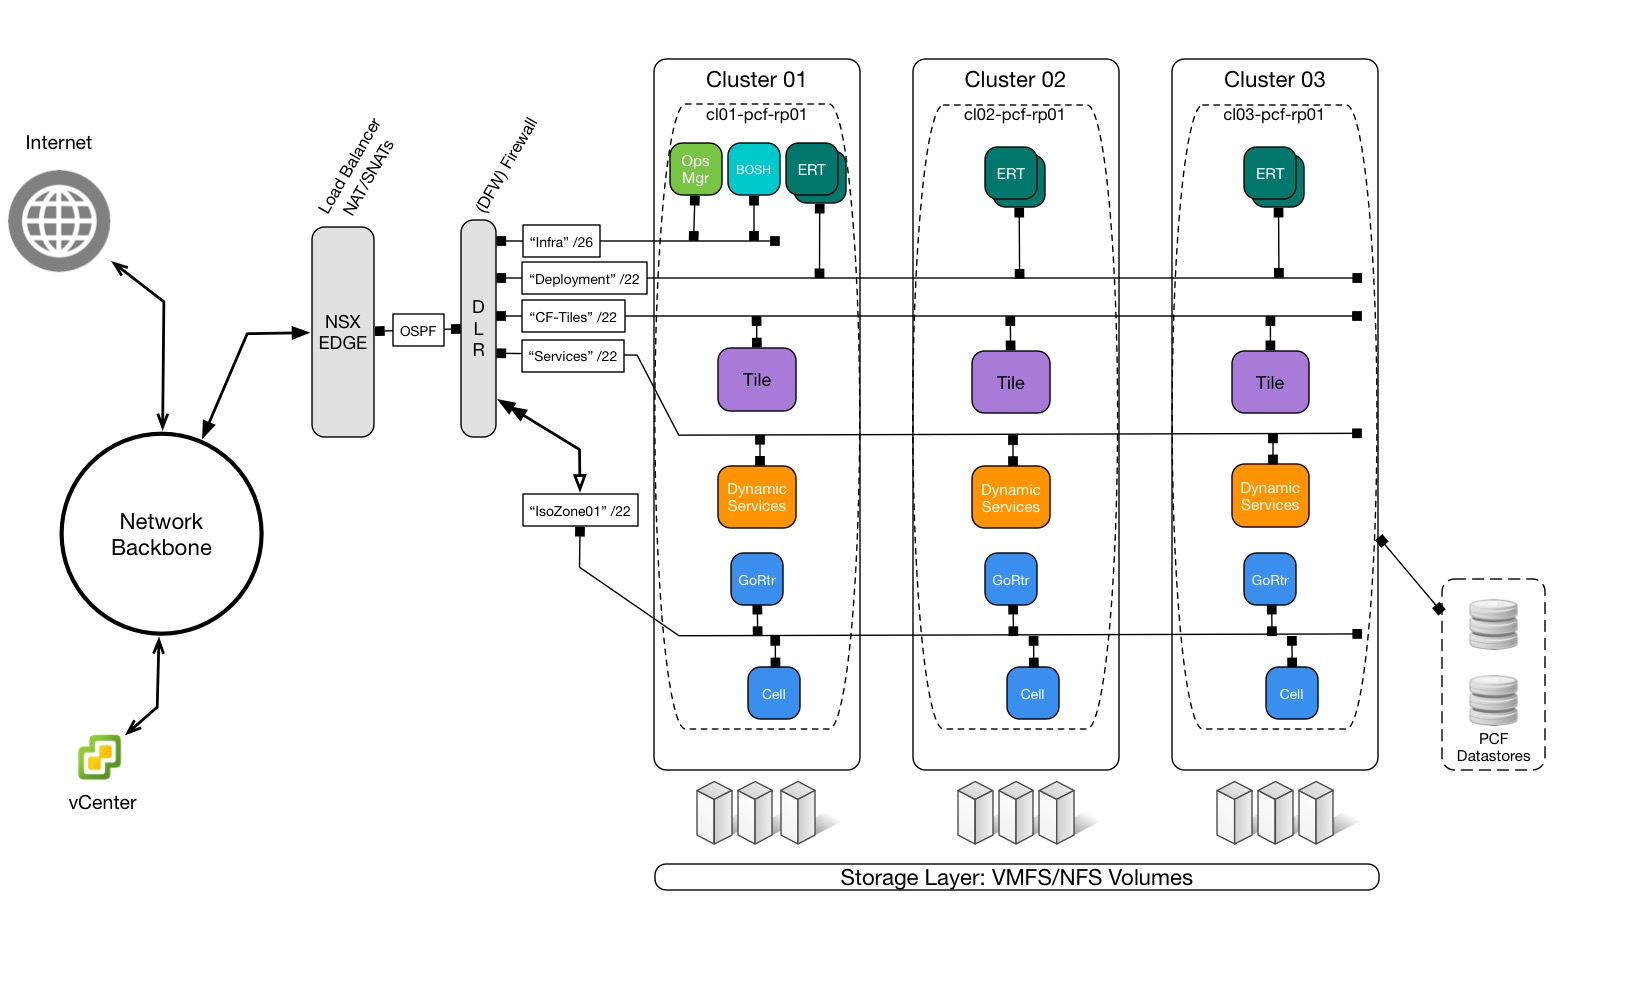 Internet
Network
Backbone
vCenter
Load Balancer
NAT/SNATs
NSX
EDGE
OSPF
(DFW) Firewall
D
L
R
“Infra” /26
“Deployment” /22
“CF-Tiles” /22
“Services” /22
“IsoZone01” /22
Cluster 01
cl01-pcf-rp01
Ops
Mgr
BOSH
ERT
Tile
Dynamic
Services
GoRtr
Cell
Cluster 02
cl02-pcf-rp01
ERT
Tile
Dynamic
Services
GoRtr
Cell
Cluster 03
cl03-pcf-rp01
ERT
Tile
Dynamic
Services
GoRtr
Cell
PCF
Datastores
Storage Layer: VMFS/NFS Volumes